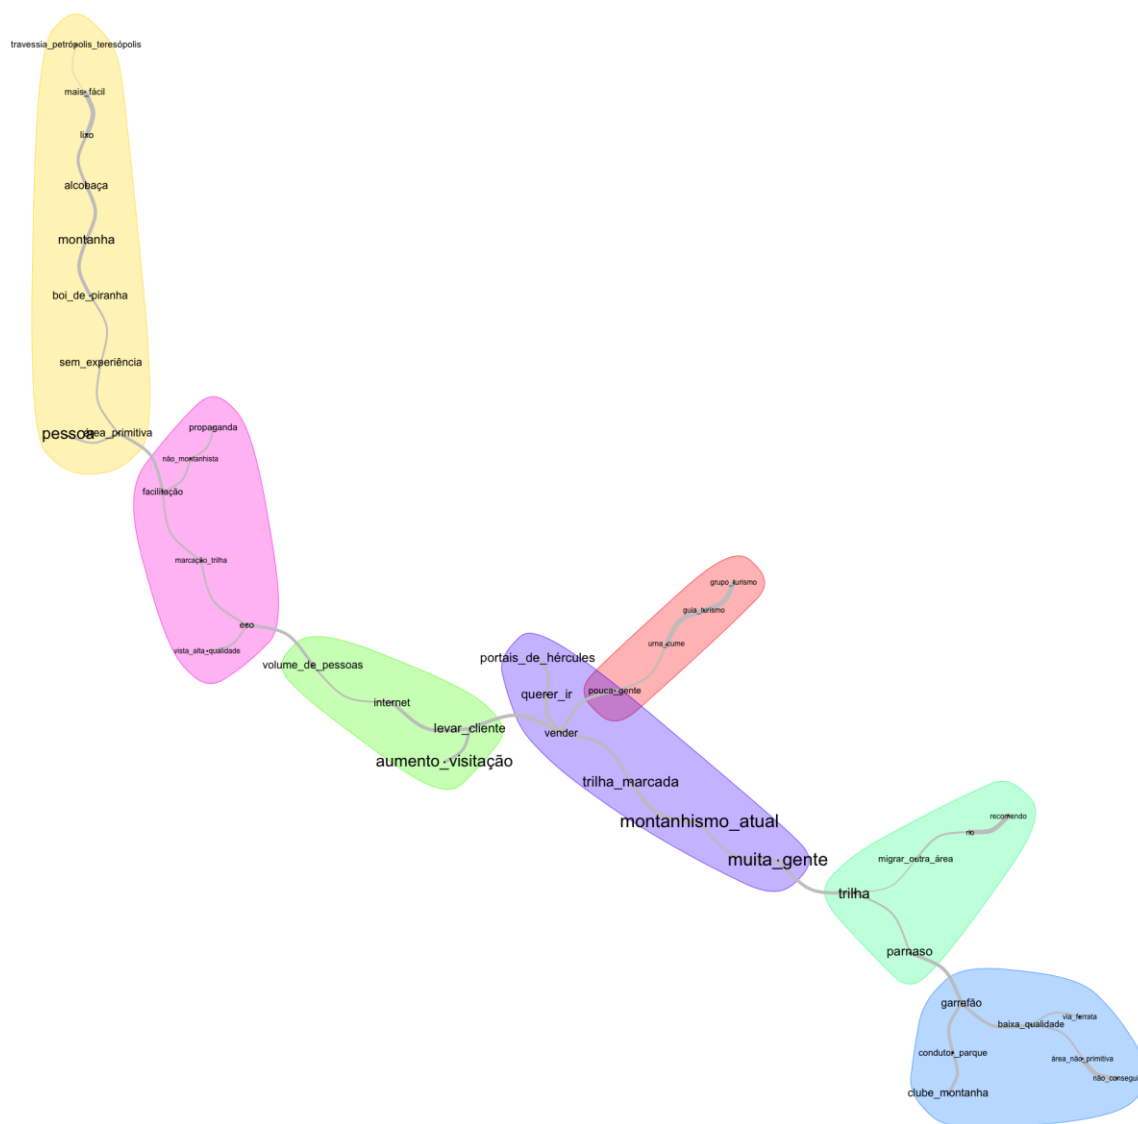 travessia_petrópolis_teresópolis
mais_fácil
lixo
alcobaça
montanha
boi_de_piranha
sem_experiência
pessoa
área_primitiva
propaganda
não_montanhista
facilitação
marcação_trilha
eco
vista_alta_qualidade
volume_de_pessoas
internet
levar_cliente
aumento_visitação
portais_de_hércules
querer_ir
vender
trilha_marcada
montanhismo_atual
muita_gente
grupo_turismo
guia_turismo
urna_cume
pouca_gente
recomendo
rio
migrar_outra_área
trilha
parnaso
garrafão
baixa_qualidade
via_ferrata
condutor_parque
área_não_primitiva
não_consegui
clube_montanha